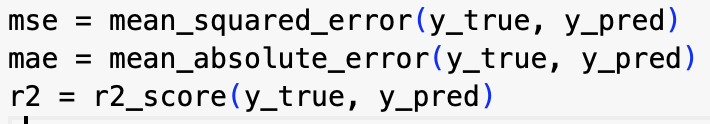 mse = mean_squared_error(y_true, y_pred)
mae = mean_absolute_error(y_true, y_pred)
r2 = r2_score(y_true, y_pred)